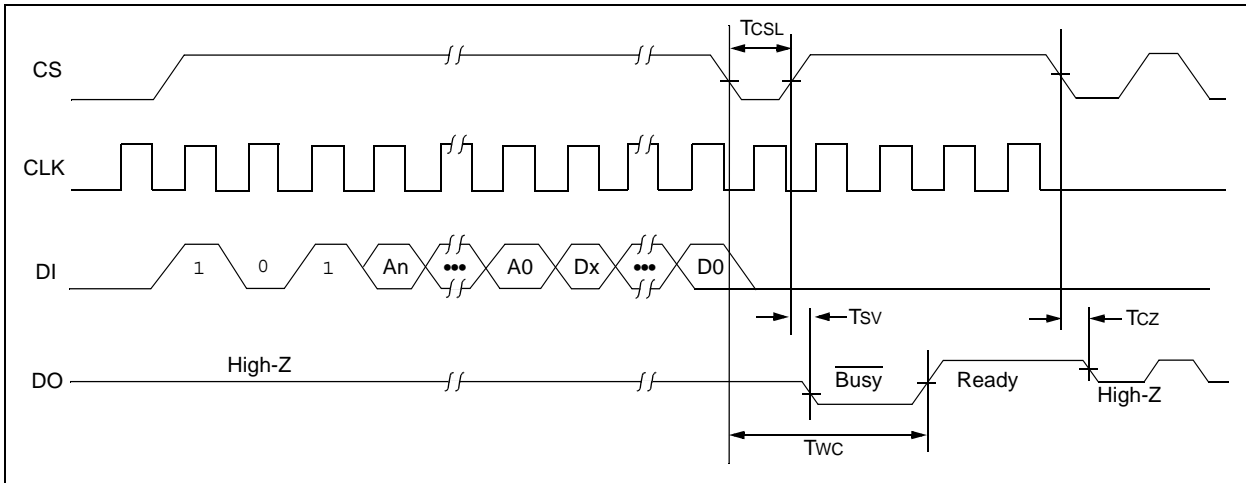 TCSL
CS
CLK
DI
1 0 1 An ••• A0 Dx ••• D0
TSV
TCZ
High-Z
DO
Busy
Ready
High-Z
TWC